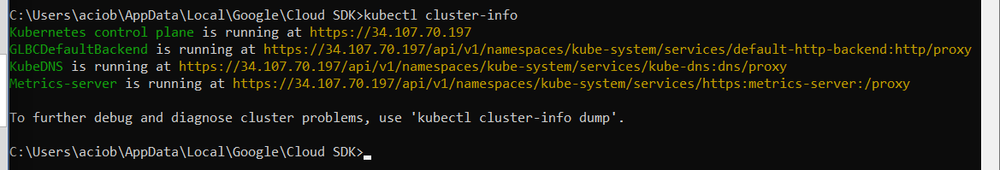 C:\Users\aciob\AppData\Local\Google\Cloud SDK>kubectl cluster-info
Kubernetes control plane is running at https://34.107.70.197
GLBCDefaultBackend is running at https://34.107.70.197/api/v1/namespaces/kube-system/services/default-http-backend:http/proxy
KubeDNS is running at https://34.107.70.197/api/v1/namespaces/kube-system/services/kube-dns:dns/proxy
Metrics-server is running at https://34.107.70.197/api/v1/namespaces/kube-system/services/https:metrics-server:/proxy
To further debug and diagnose cluster problems, use 'kubectl cluster-info dump'.
C:\Users\aciob\AppData\Local\Google\Cloud SDK>